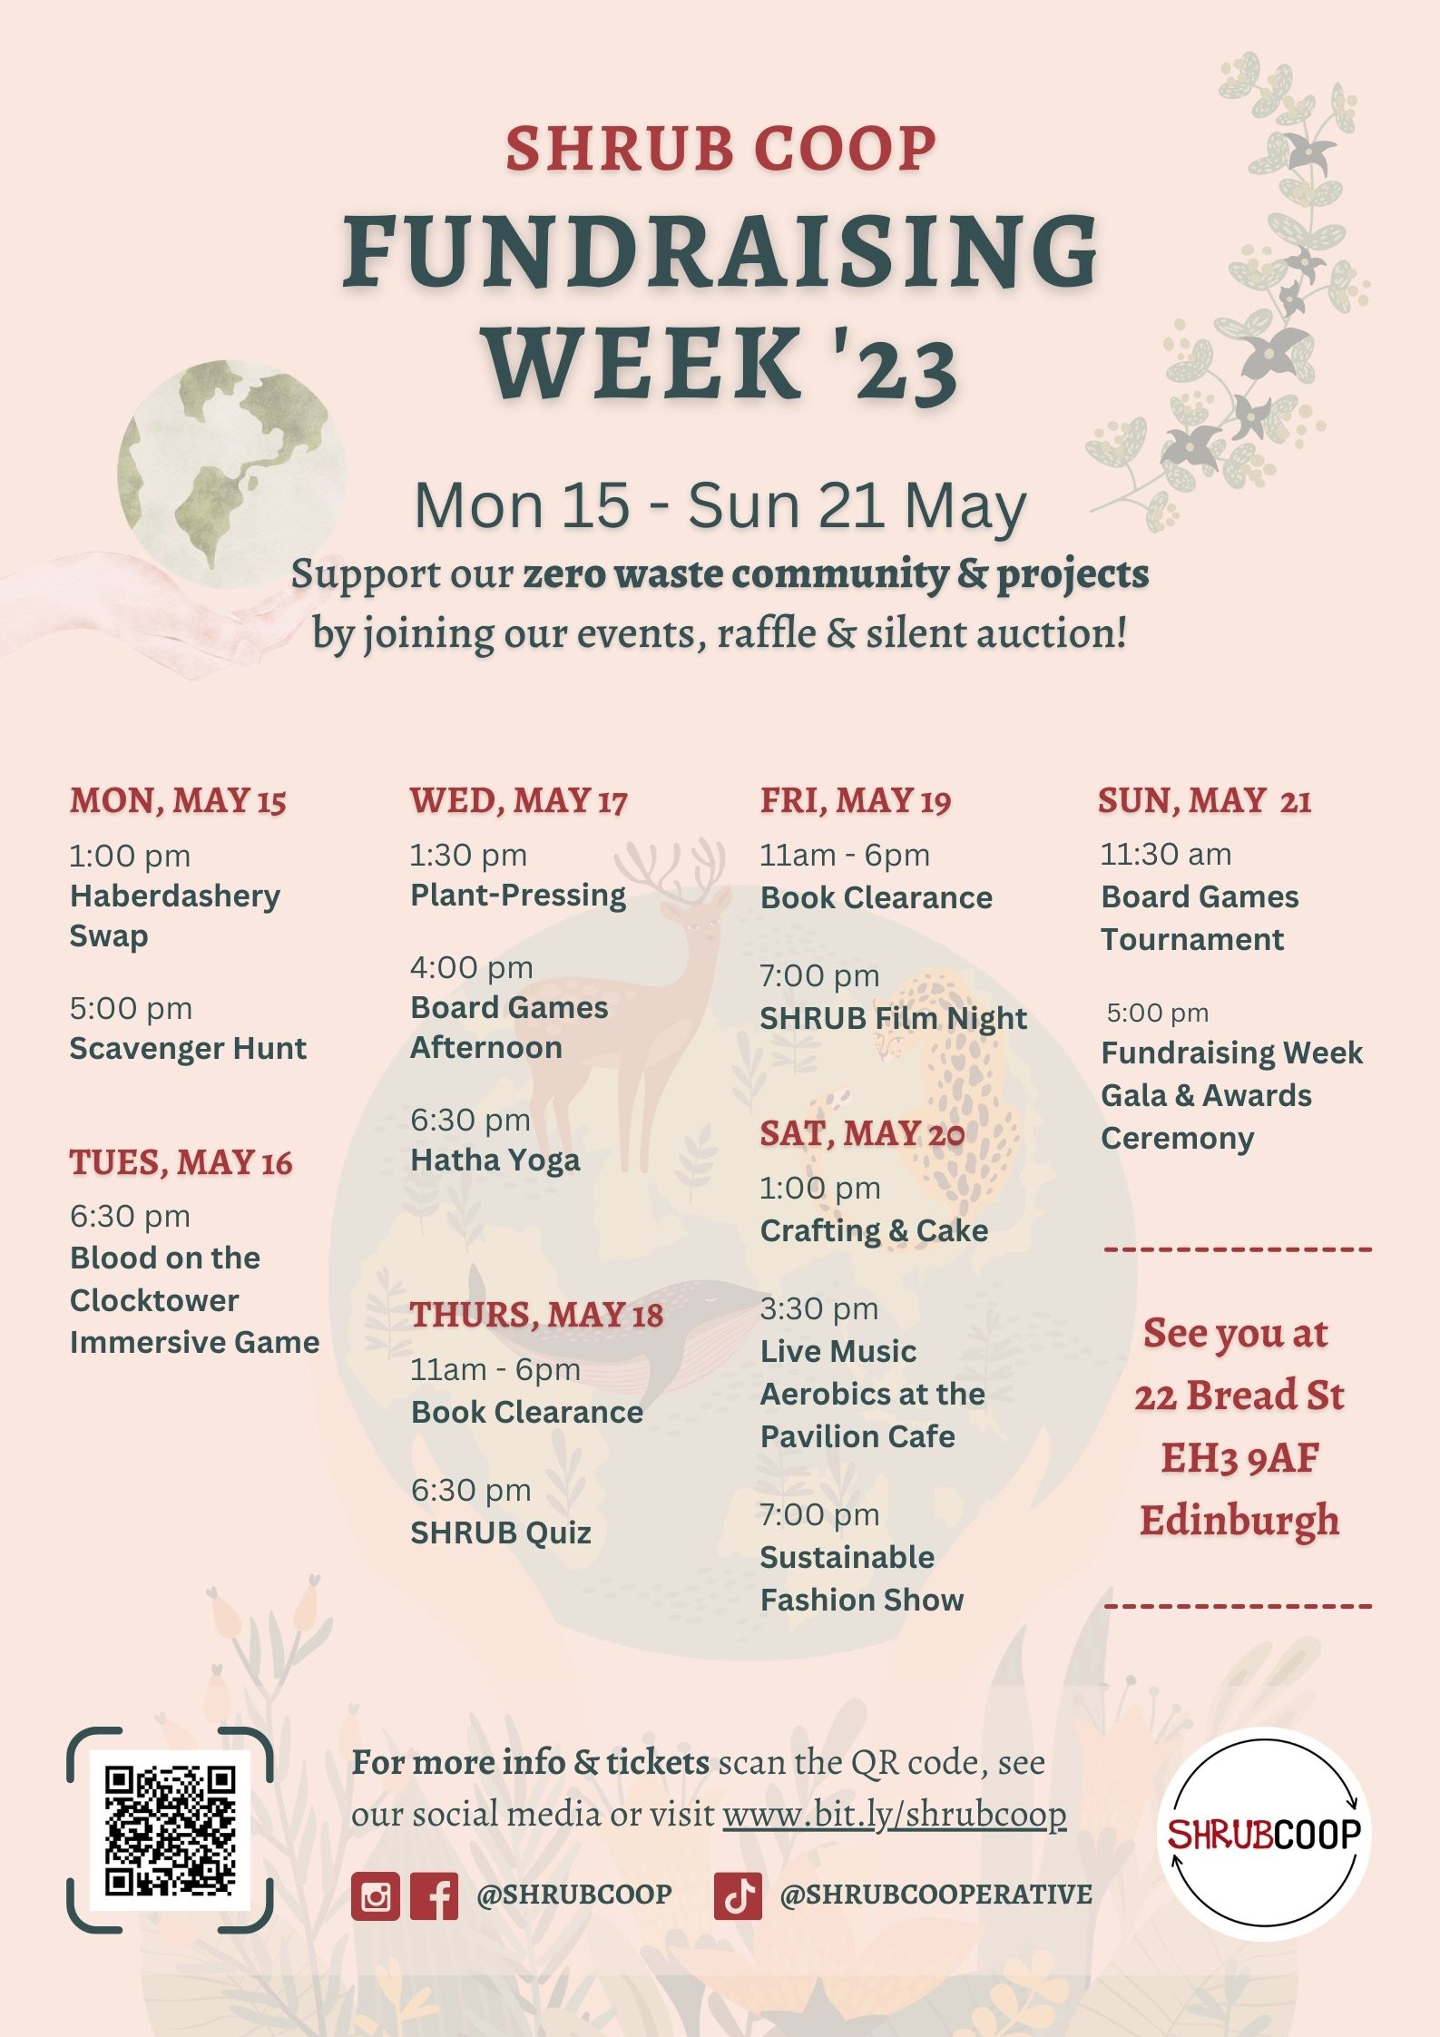 SHRUB COOP
FUNDRAISING
WEEK '23
Mon 15 - Sun 21 May
Support our zero waste community & projects
by joining our events, raffle & silent auction!
MON, MAY 15
1:00 pm
Haberdashery
Swap
5:00 pm
Scavenger Hunt
TUES, MAY 16
6:30 pm
Blood on the
Clocktower
Immersive Game
WED, MAY 17
1:30 pm
Plant-Pressing
4:00 pm
Board Games
Afternoon
6:30 pm
Hatha Yoga
THURS, MAY 18
11am - 6pm
Book Clearance
6:30 pm
SHRUB Quiz
FRI, MAY 19
11am - 6pm
Book Clearance
7:00 pm
SHRUB Film Night
SAT, MAY 20
1:00 pm
Crafting & Cake
3:30 pm
Live Music
Aerobics at the
Pavilion Cafe
7:00 pm
Sustainable
Fashion Show
SUN, MAY 21
11:30 am
Board Games
Tournament
5:00 pm
Fundraising Week
Gala & Awards
Ceremony
See you at
22 Bread St
EH3 9AF
Edinburgh
For more info & tickets scan the QR code, see
our social media or visit www.bit.ly/shrubcoop
@SHRUBCOOP
@SHRUBCOOPERATIVE
SHRUBCOOP